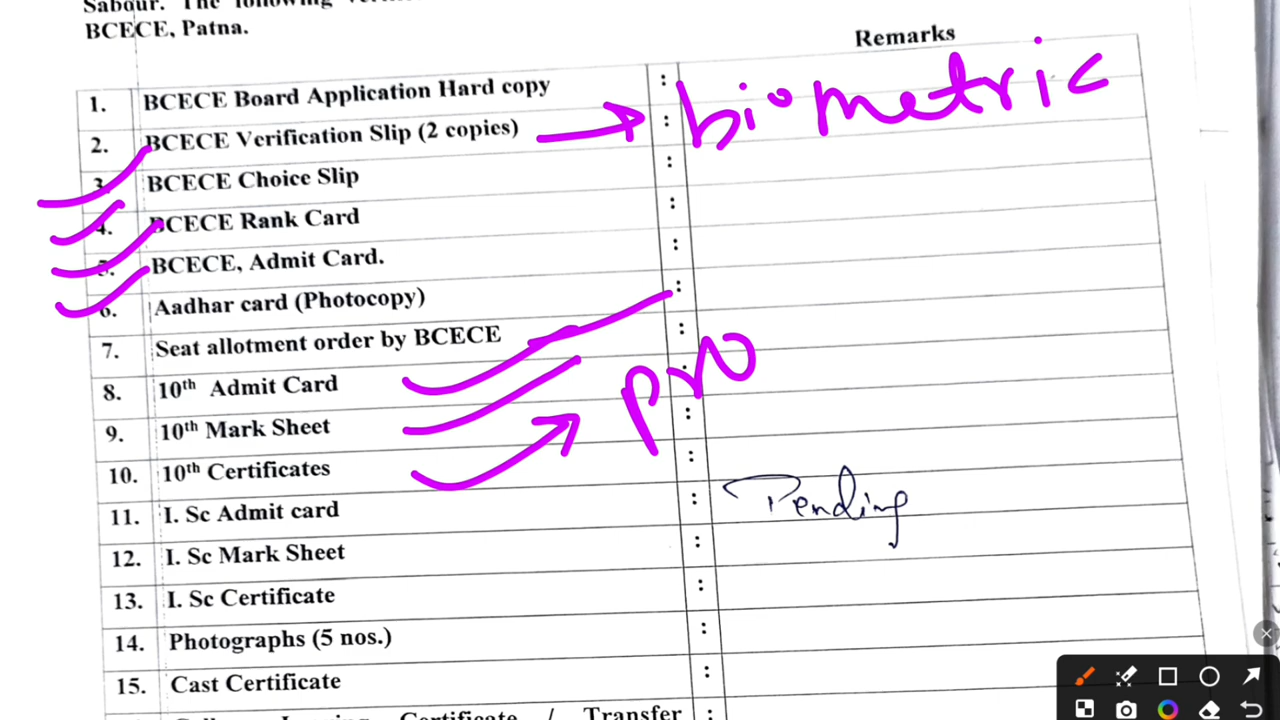 Sabour. The following
BCECE, Patna.
Remarks
1. BCECE Board Application Hard copy :
2. BCECE Verification Slip (2 copies) : biometric
3. BCECE Choice Slip :
4. BCECE Rank Card :
5. BCECE, Admit Card. :
6. Aadhar card (Photocopy) :
7. Seat allotment order by BCECE :
8. 10th Admit Card :
9. 10th Mark Sheet : pro
10. 10th Certificates :
11. I. Sc Admit card : Pending
12. I. Sc Mark Sheet :
13. I. Sc Certificate :
14. Photographs (5 nos.) :
15. Cast Certificate :
Certificate / Transfer :